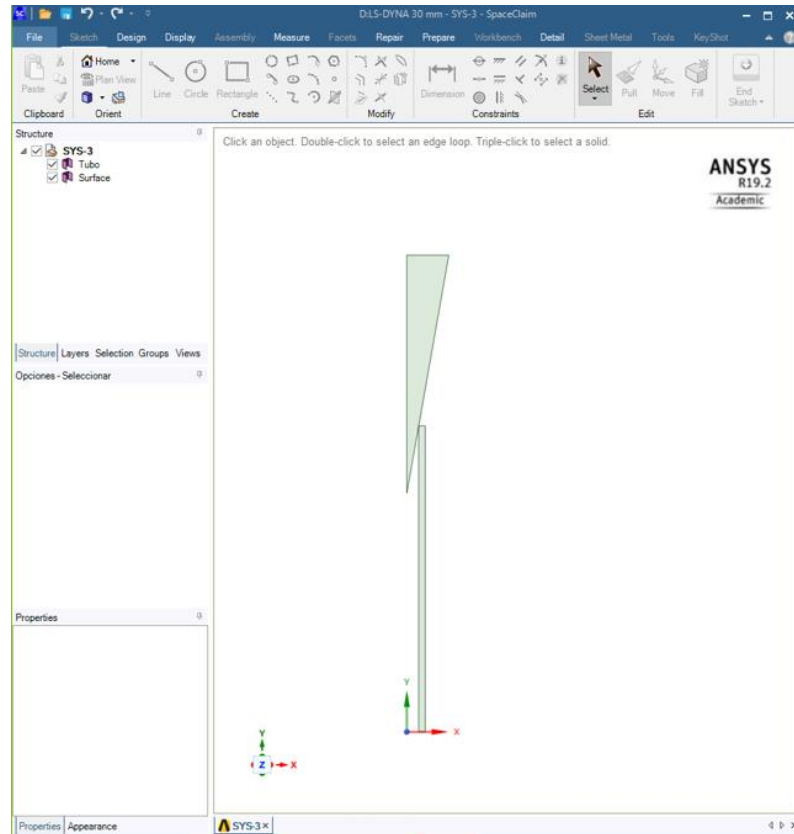 D:LS-DYNA 30 mm - SYS-3 - SpaceClaim
File Sketch Design Display Assembly Measure Facets Repair Prepare Workbench Detail Sheet Metal Tools KeyShot
Paste
Home
Plan View
Line Circle Rectangle
Dimension
Select Pull Move Fill
End Sketch
Clipboard Orient Create Modify Constraints Edit
Structure
SYS-3
Tubo
Surface
Structure Layers Selection Groups Views
Opciones - Seleccionar
Properties
Properties Appearance
Click an object. Double-click to select an edge loop. Triple-click to select a solid.
ANSYS
R19.2
Academic
Y
X
Y
Z X
SYS-3